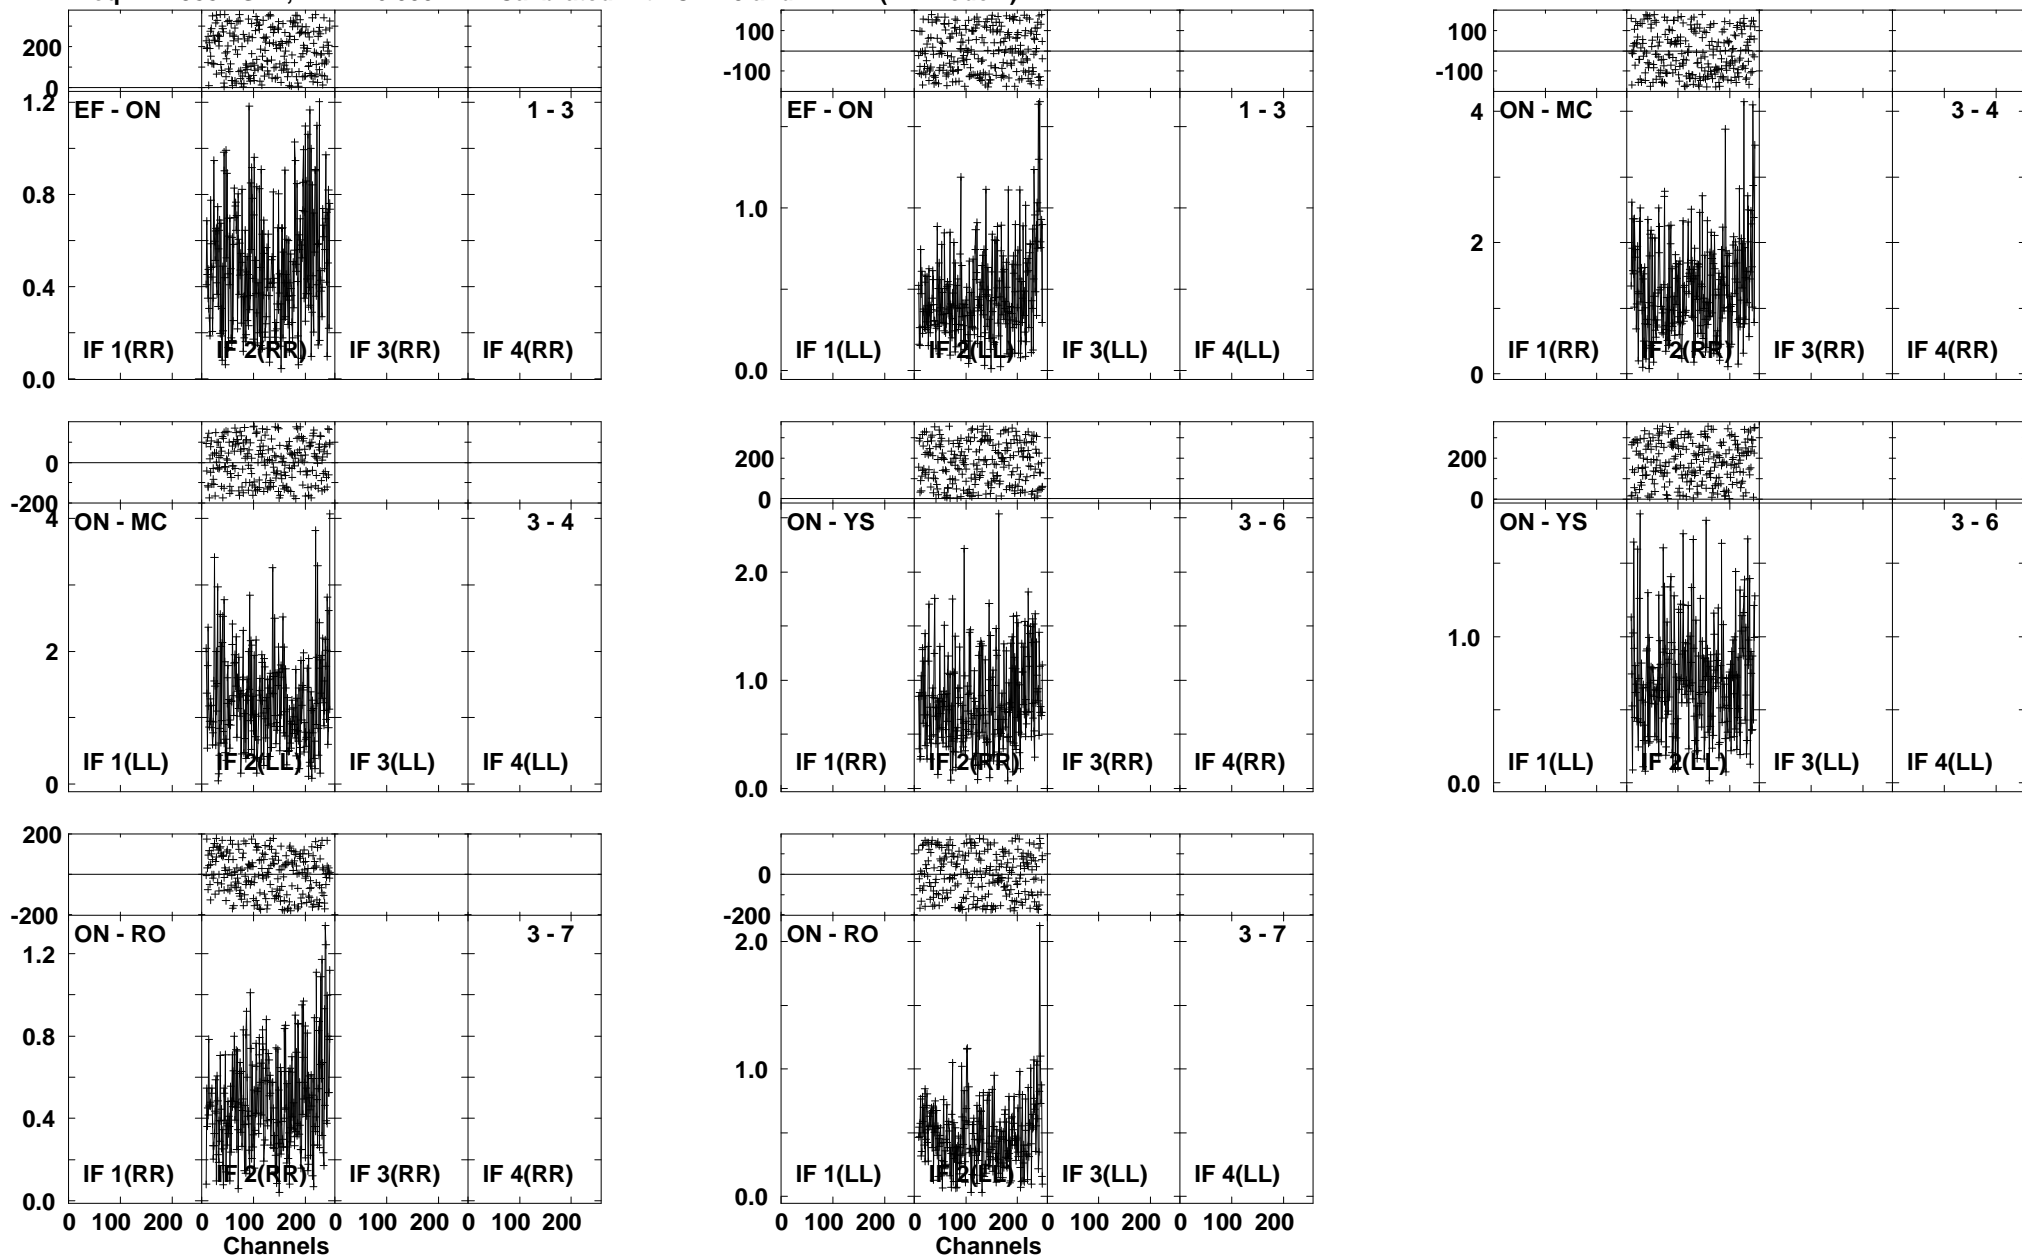 200
0
100
-100
100
-100
EF - ON 1 - 3
1.2
0.8
0.4
0.0
IF 1(RR) IF 2(RR) IF 3(RR) IF 4(RR)
EF - ON 1 - 3
1.0
0.0
IF 1(LL) IF 2(LL) IF 3(LL) IF 4(LL)
ON - MC 3 - 4
4
2
0
IF 1(RR) IF 2(RR) IF 3(RR) IF 4(RR)
0
-200
ON - MC 3 - 4
4
2
0
IF 1(LL) IF 2(LL) IF 3(LL) IF 4(LL)
200
0
ON - YS 3 - 6
2.0
1.0
0.0
IF 1(RR) IF 2(RR) IF 3(RR) IF 4(RR)
200
0
ON - YS 3 - 6
1.0
0.0
IF 1(LL) IF 2(LL) IF 3(LL) IF 4(LL)
200
-200
ON - RO 3 - 7
1.2
0.8
0.4
0.0
IF 1(RR) IF 2(RR) IF 3(RR) IF 4(RR)
0 100 200 0 100 200 0 100 200 0 100 200
Channels
200
0
-200
ON - RO 3 - 7
2.0
1.0
0.0
IF 1(LL) IF 2(LL) IF 3(LL) IF 4(LL)
0 100 200 0 100 200 0 100 200 0 100 200
Channels